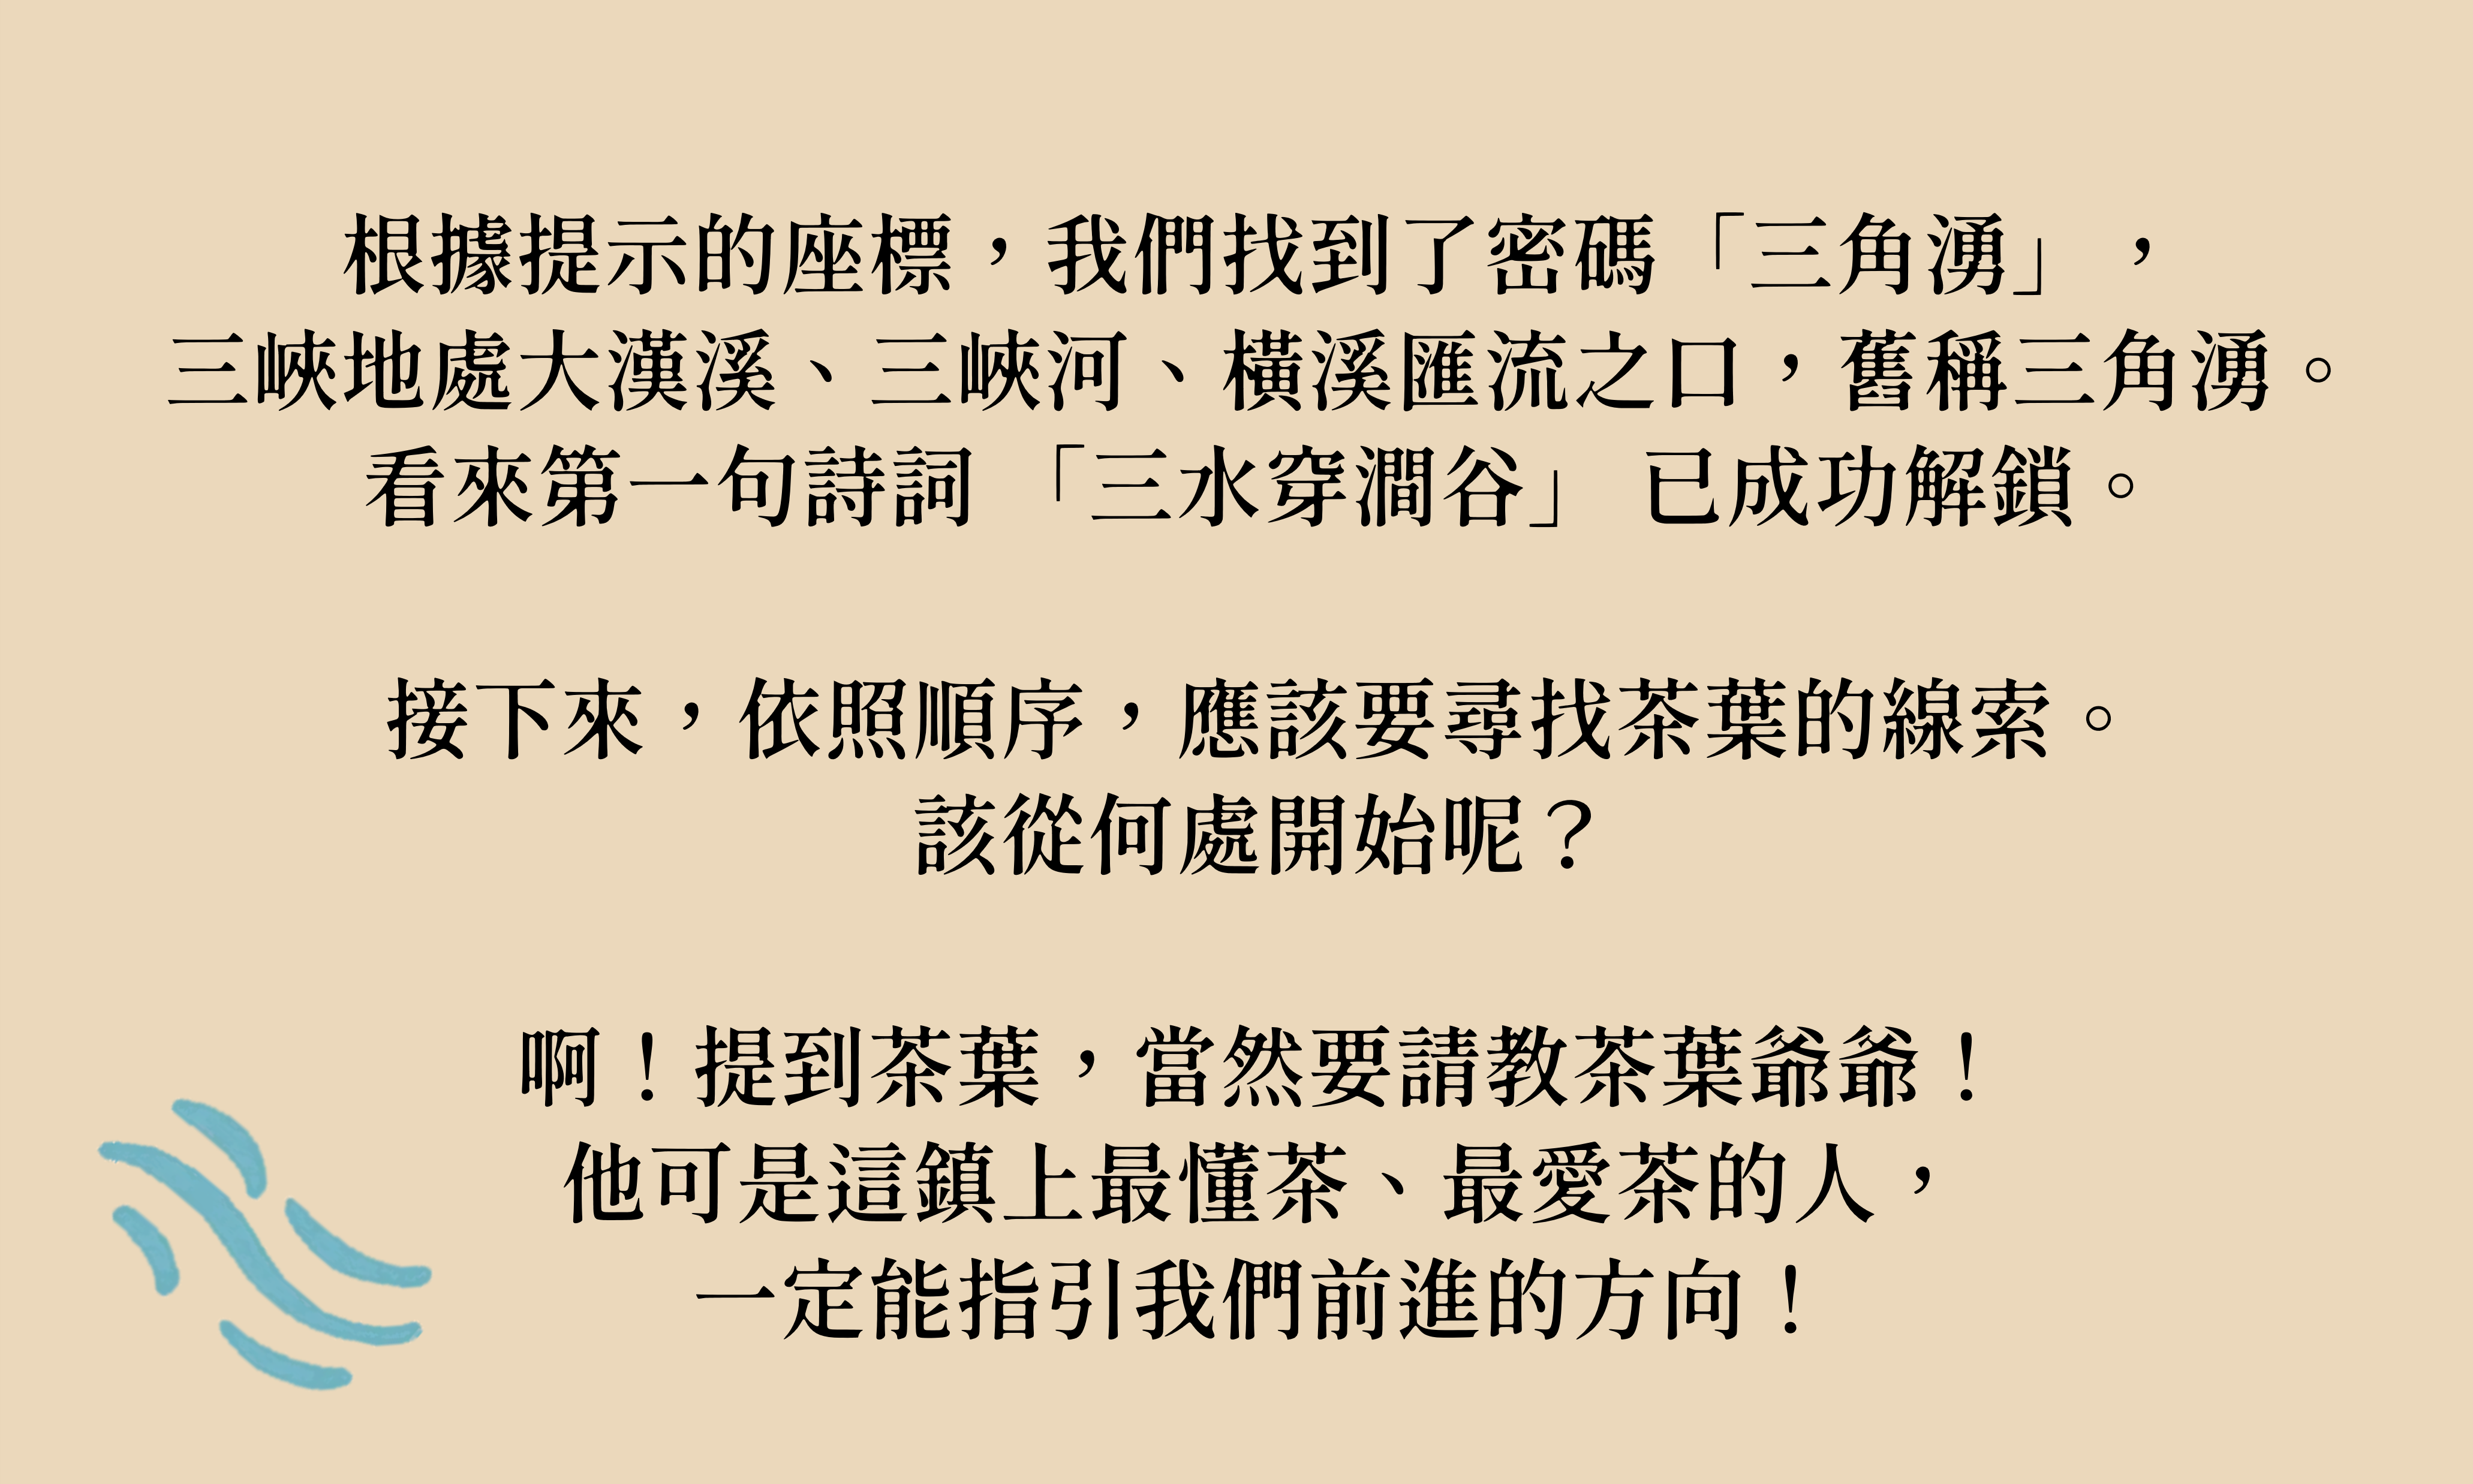 根據提示的座標，我們找到了密碼「三角湧」，
三峽地處大漢溪、三峽河、橫溪匯流之口，舊稱三角湧。
看來第一句詩詞「三水穿澗谷」已成功解鎖。
接下來，依照順序，應該要尋找茶葉的線索。
該從何處開始呢？
啊！提到茶葉，當然要請教茶葉爺爺！
他可是這鎮上最懂茶、最愛茶的人，
一定能指引我們前進的方向！